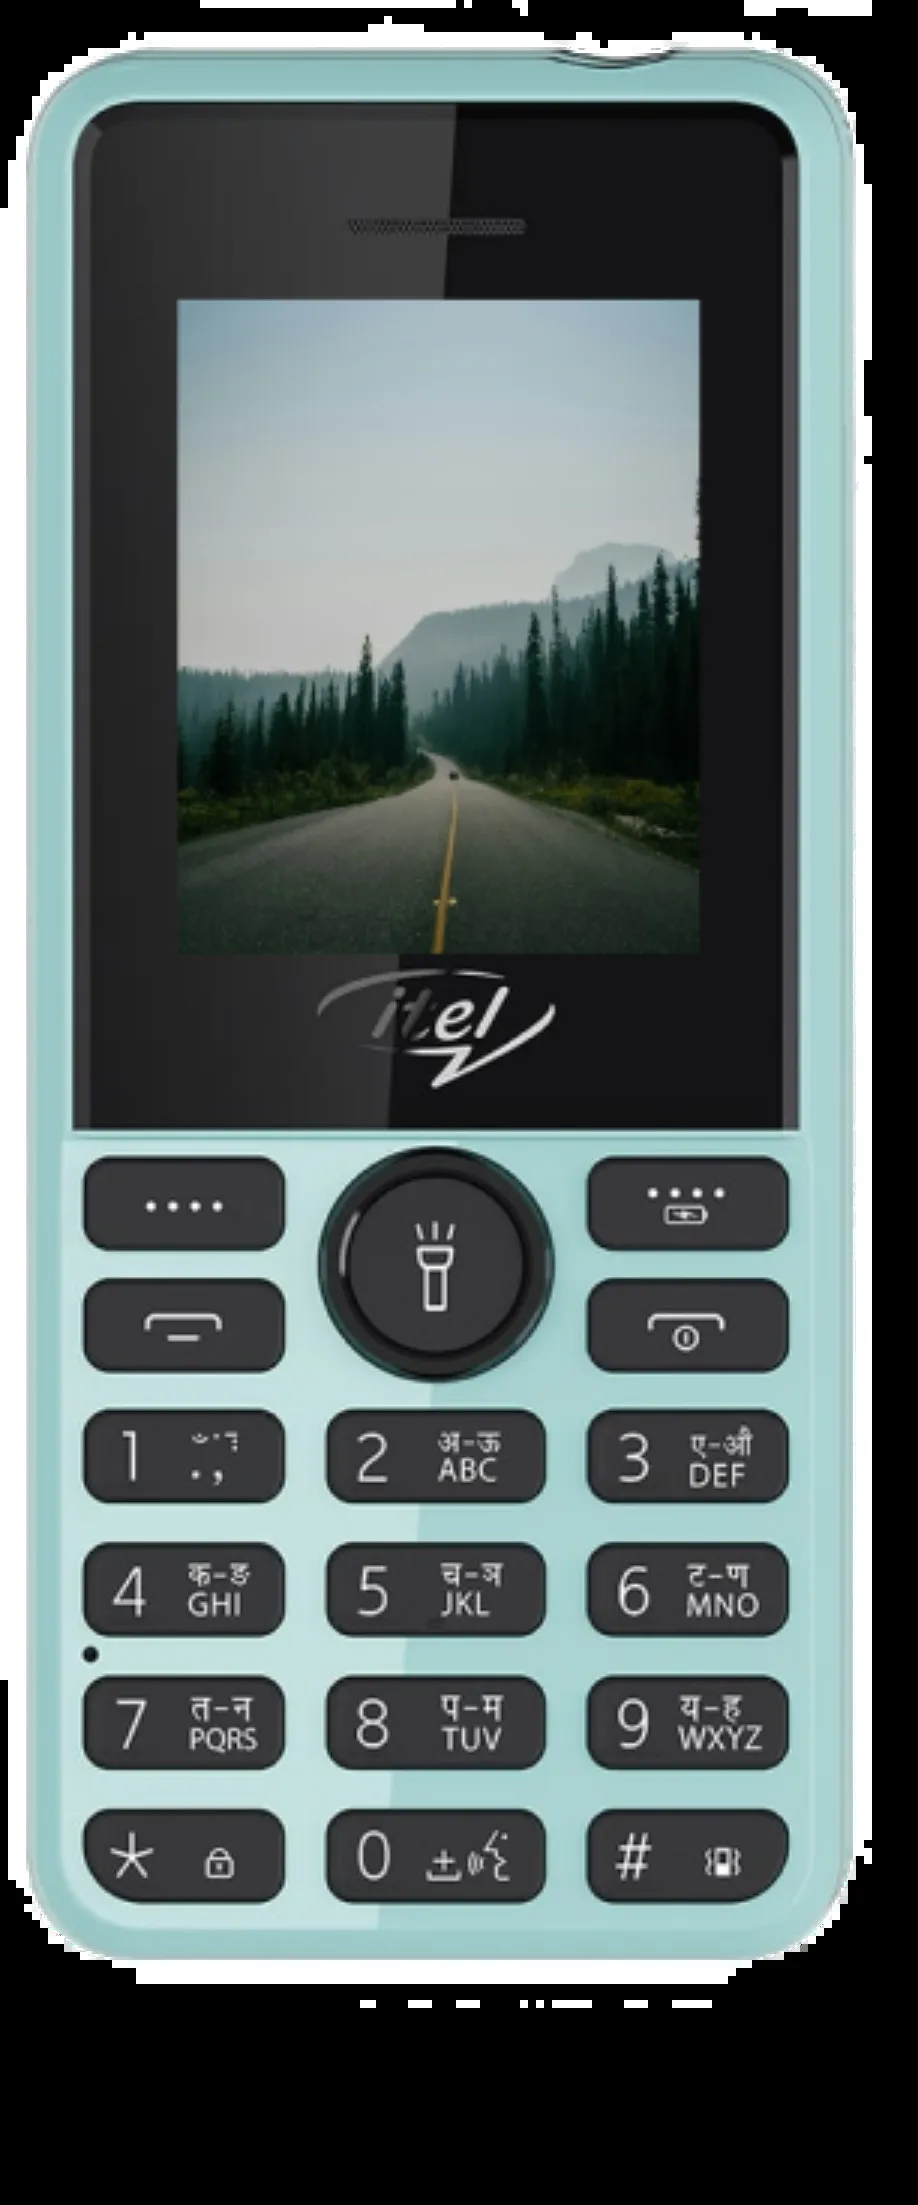 itel
1 . ,
2 अ-ऊ
ABC
3 ए-औ
DEF
4 क-ङ
GHI
5 च-ञ
JKL
6 ट-ण
MNO
7 त-न
PQRS
8 प-म
TUV
9 य-ह
WXYZ
*
0 +
#